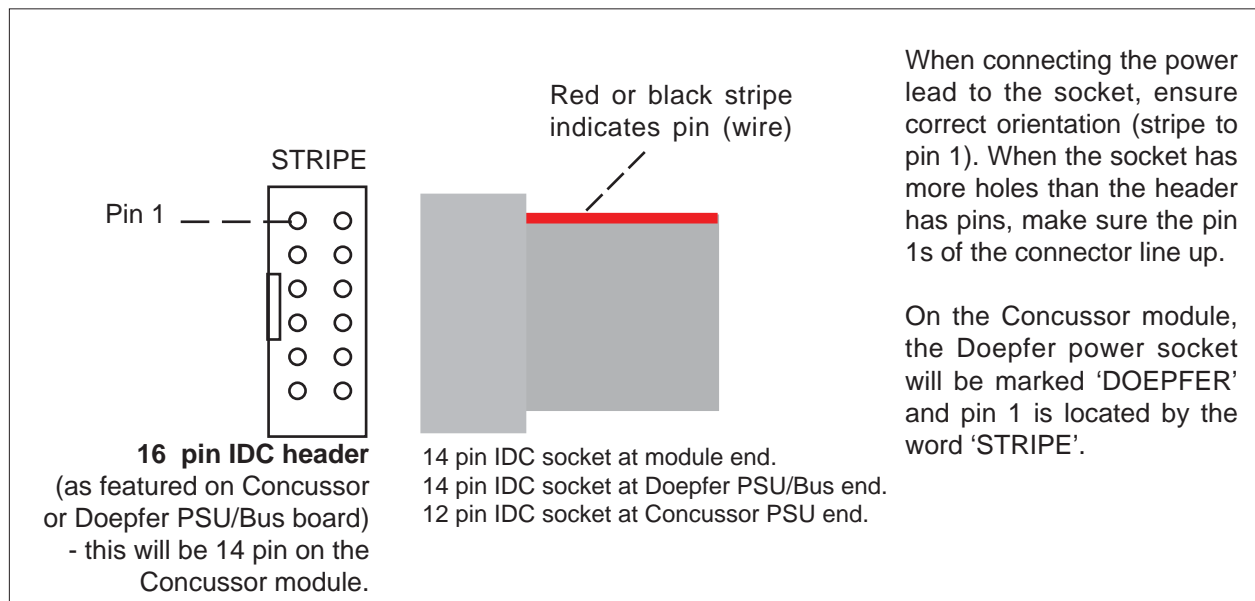 STRIPE
Pin 1
16 pin IDC header
(as featured on Concussor
or Doepfer PSU/Bus board)
- this will be 14 pin on the
Concussor module.
Red or black stripe
indicates pin (wire)
14 pin IDC socket at module end.
14 pin IDC socket at Doepfer PSU/Bus end.
12 pin IDC socket at Concussor PSU end.
When connecting the power
lead to the socket, ensure
correct orientation (stripe to
pin 1). When the socket has
more holes than the header
has pins, make sure the pin
1s of the connector line up.
On the Concussor module,
the Doepfer power socket
will be marked ‘DOEPFER’
and pin 1 is located by the
word ‘STRIPE’.